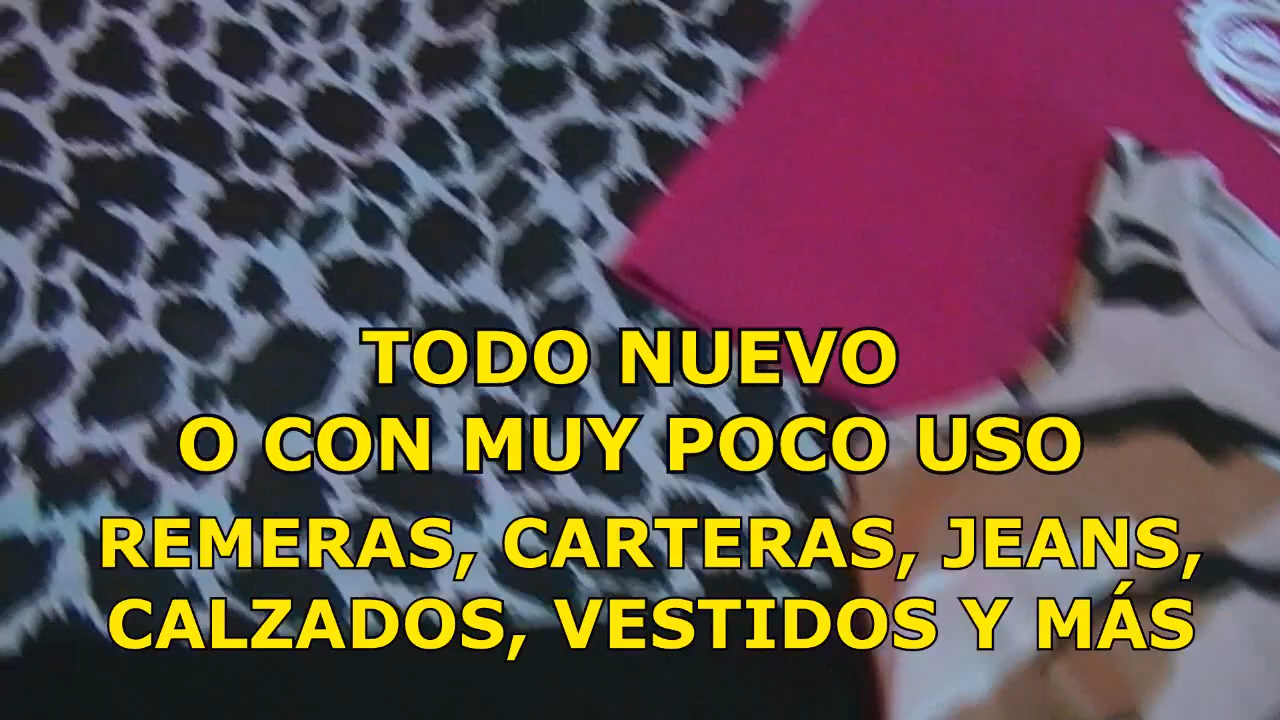 TODO NUEVO
O CON MUY POCO USO
REMERAS, CARTERAS, JEANS,
CALZADOS, VESTIDOS Y MÁS